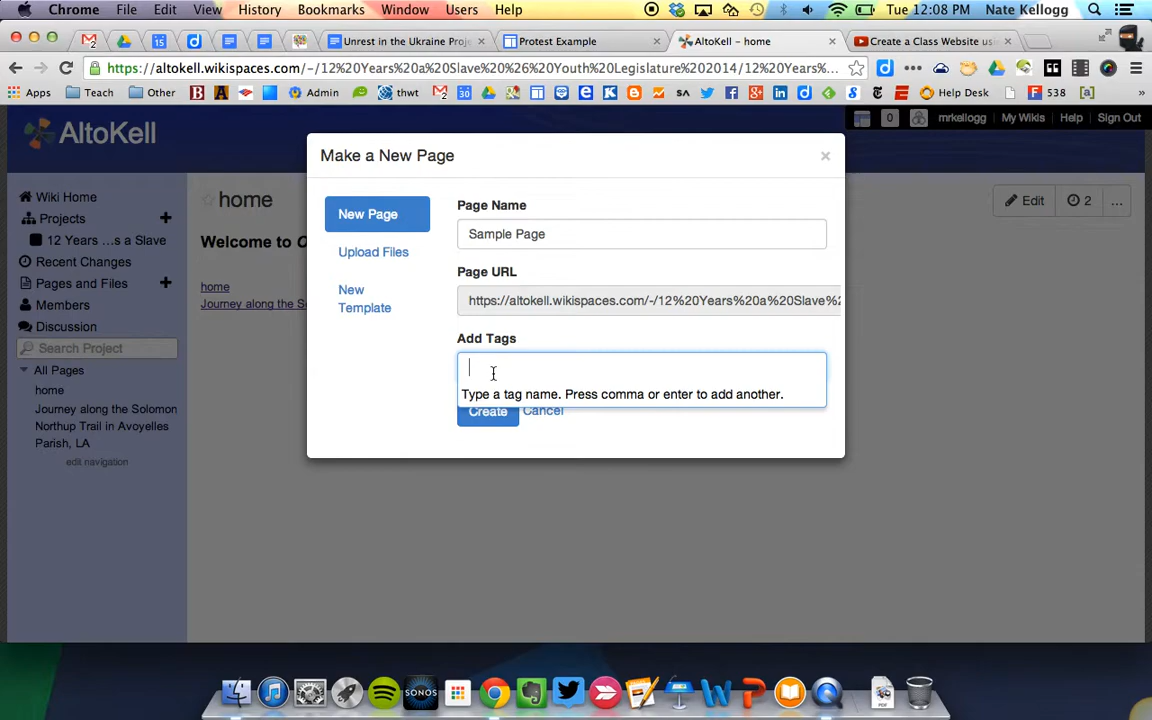 Chrome File Edit View History Bookmarks Window Users Help Tue 12:08 PM Nate Kellogg
Unrest in the Ukraine Proj Protest Example AltoKell – home Create a Class Website usin
https://altokell.wikispaces.com/-/12%20Years%20a%20Slave%20%26%20Youth%20Legislature%202014/12%20Years%...
Apps Teach Other Admin thwt Help Desk 538 »
AltoKell
0 mrkellogg My Wikis Help Sign Out
Make a New Page ×
Wiki Home
Projects +
12 Years …s a Slave
Recent Changes
Pages and Files +
Members
Discussion
Search Project
All Pages
home
Journey along the Solomon
Northup Trail in Avoyelles
Parish, LA
edit navigation
home
Edit 2 ...
Welcome to O
home
Journey along the So
New Page
Upload Files
New
Template
Page Name
Sample Page
Page URL
https://altokell.wikispaces.com/-/12%20Years%20a%20Slave%2
Add Tags
Type a tag name. Press comma or enter to add another.
Create Cancel
SONOS
PDF